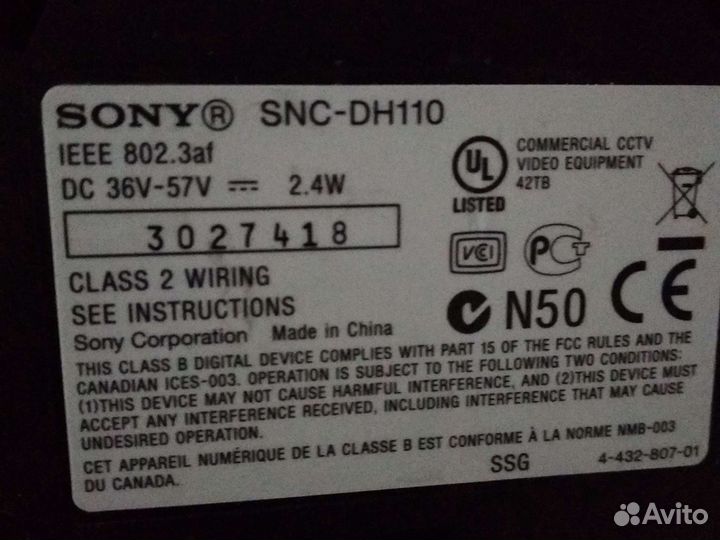 SONY® SNC-DH110
IEEE 802.3af
DC 36V-57V ⎓ 2.4W
3027418
CLASS 2 WIRING
SEE INSTRUCTIONS
Sony Corporation Made in China
UL
LISTED
COMMERCIAL CCTV
VIDEO EQUIPMENT
42TB
VCI
PCT
N50 CE
THIS CLASS B DIGITAL DEVICE COMPLIES WITH PART 15 OF THE FCC RULES AND THE
CANADIAN ICES-003. OPERATION IS SUBJECT TO THE FOLLOWING TWO CONDITIONS:
(1)THIS DEVICE MAY NOT CAUSE HARMFUL INTERFERENCE, AND (2)THIS DEVICE MUST
ACCEPT ANY INTERFERENCE RECEIVED, INCLUDING INTERFERENCE THAT MAY CAUSE
UNDESIRED OPERATION.
CET APPAREIL NUMÉRIQUE DE LA CLASSE B EST CONFORME À LA NORME NMB-003
DU CANADA.
SSG 4-432-807-01
Avito